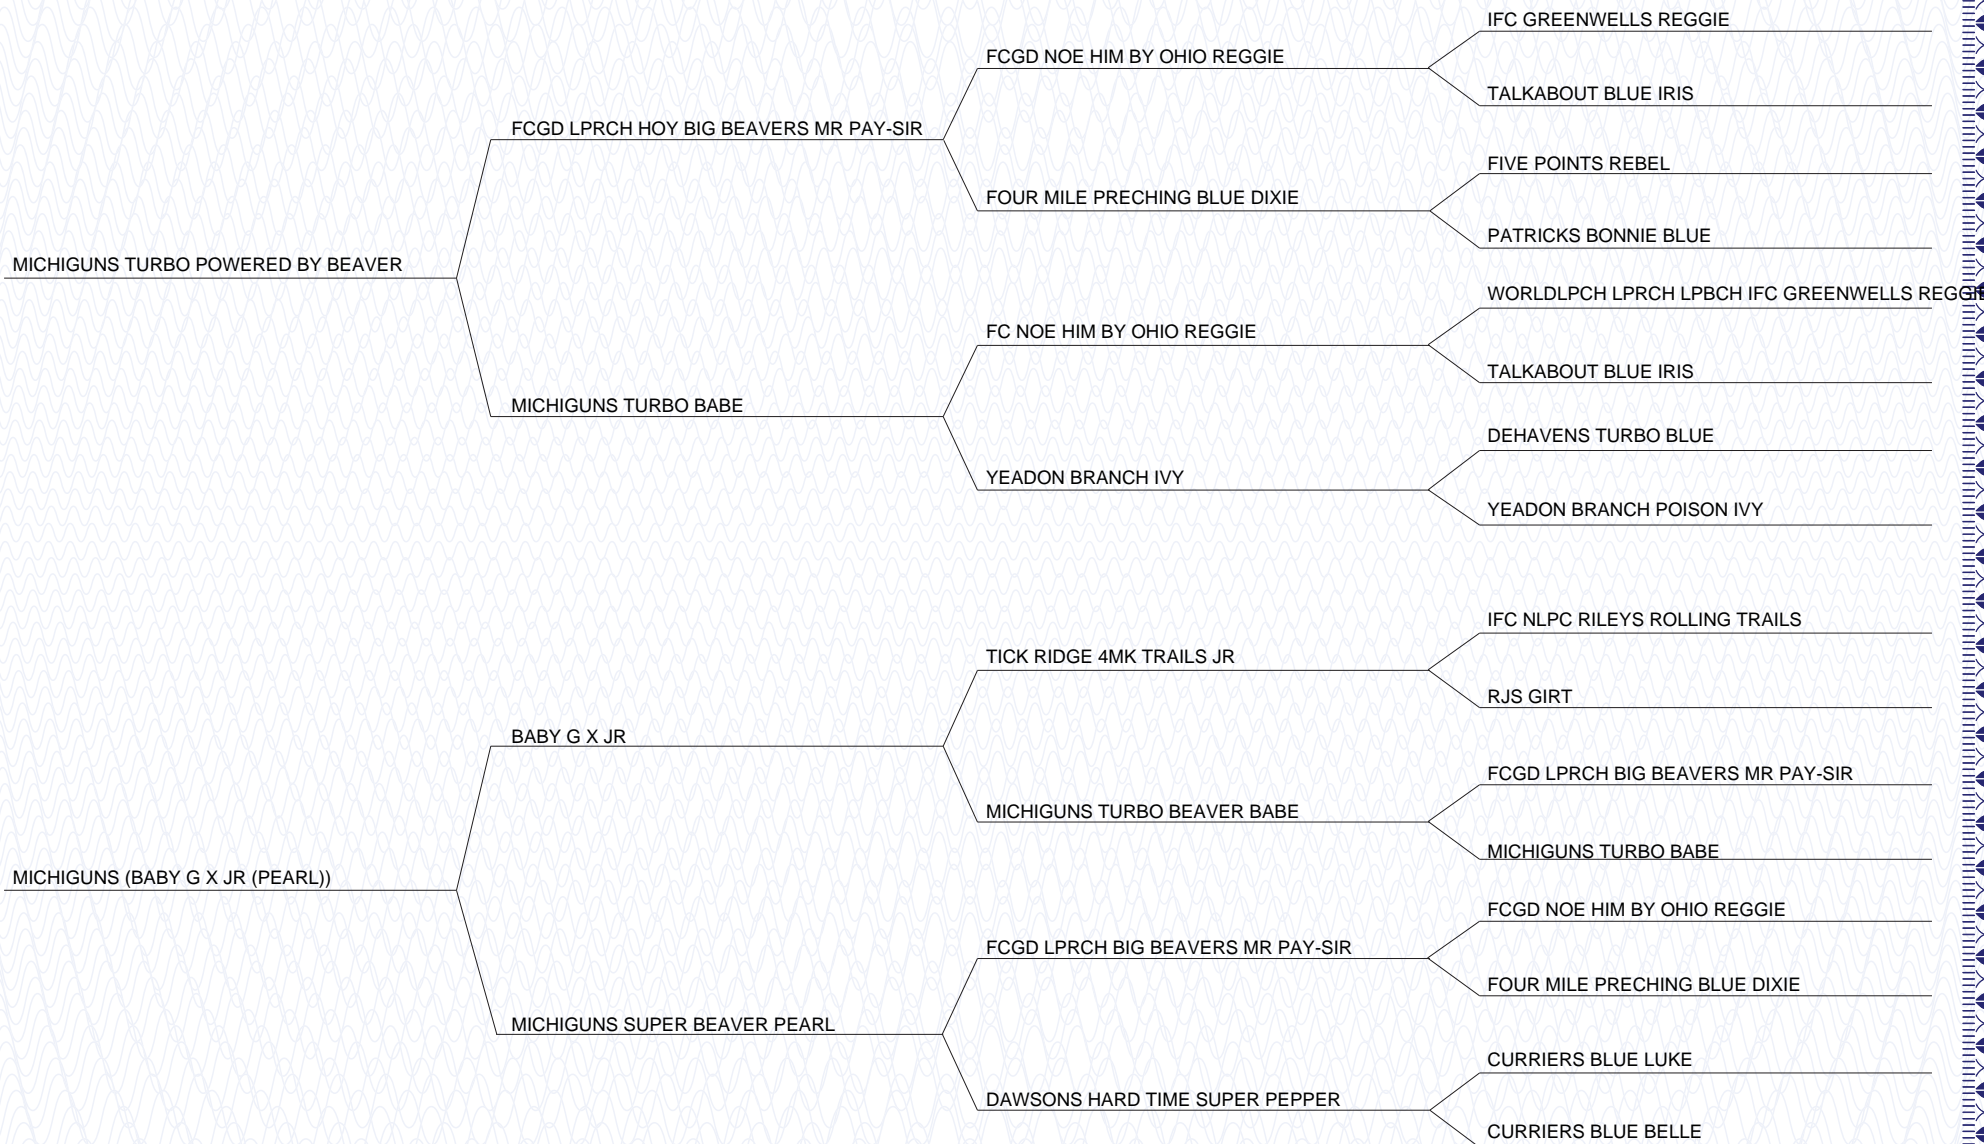 IFC GREENWELLS REGGIE
FCGD NOE HIM BY OHIO REGGIE
TALKABOUT BLUE IRIS
FCGD LPRCH HOY BIG BEAVERS MR PAY-SIR
FIVE POINTS REBEL
FOUR MILE PRECHING BLUE DIXIE
PATRICKS BONNIE BLUE
MICHIGUNS TURBO POWERED BY BEAVER
WORLDLPCH LPRCH LPBCH IFC GREENWELLS REGGIE
FC NOE HIM BY OHIO REGGIE
TALKABOUT BLUE IRIS
MICHIGUNS TURBO BABE
DEHAVENS TURBO BLUE
YEADON BRANCH IVY
YEADON BRANCH POISON IVY
IFC NLPC RILEYS ROLLING TRAILS
TICK RIDGE 4MK TRAILS JR
RJS GIRT
BABY G X JR
FCGD LPRCH BIG BEAVERS MR PAY-SIR
MICHIGUNS TURBO BEAVER BABE
MICHIGUNS TURBO BABE
MICHIGUNS (BABY G X JR (PEARL))
FCGD NOE HIM BY OHIO REGGIE
FCGD LPRCH BIG BEAVERS MR PAY-SIR
FOUR MILE PRECHING BLUE DIXIE
MICHIGUNS SUPER BEAVER PEARL
CURRIERS BLUE LUKE
DAWSONS HARD TIME SUPER PEPPER
CURRIERS BLUE BELLE